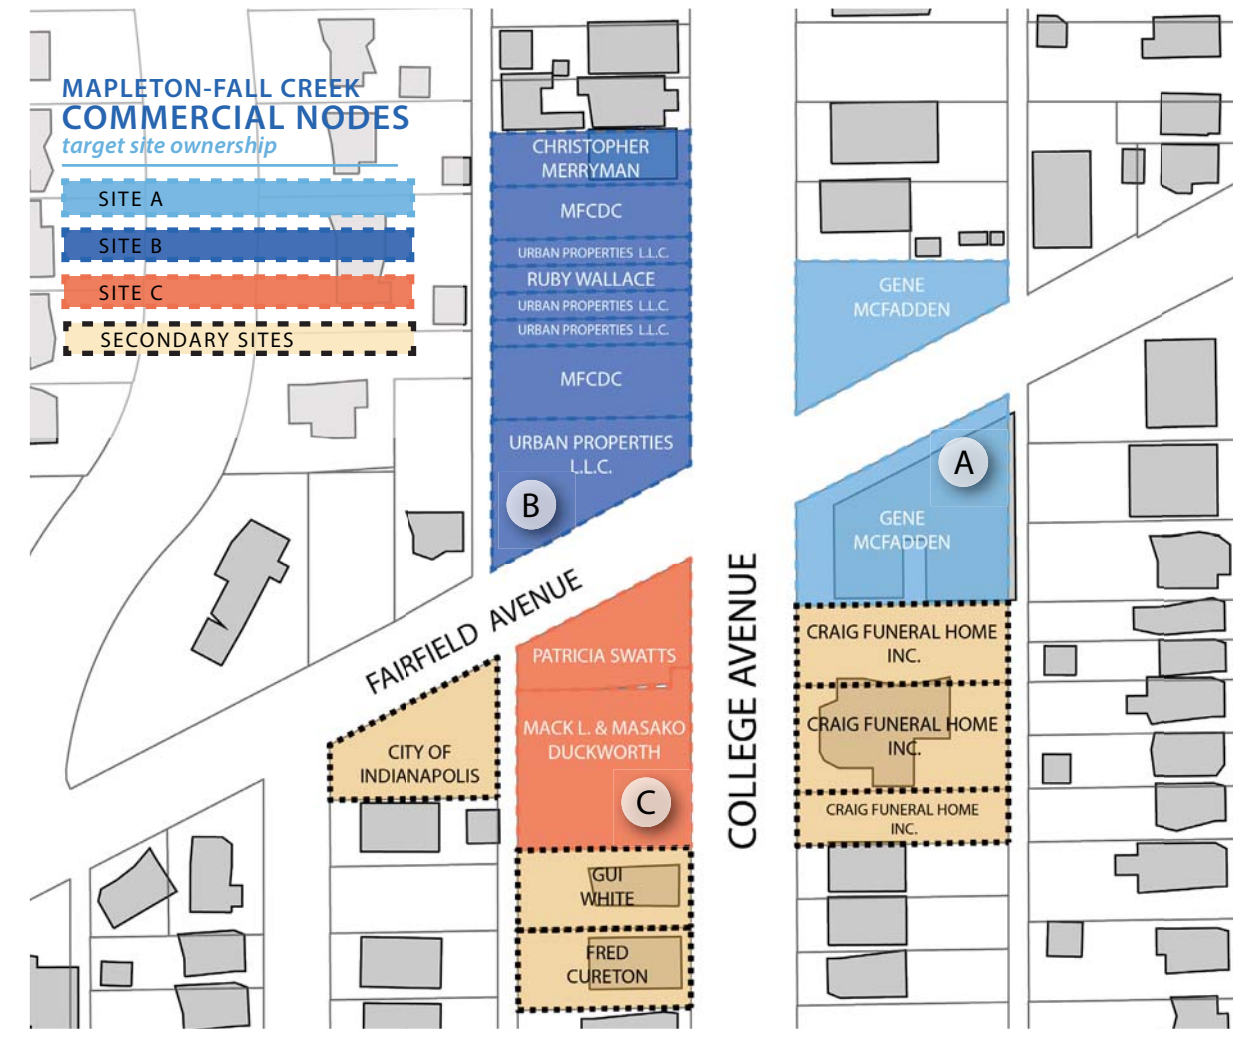 MAPLETON-FALL CREEK
COMMERCIAL NODES
target site ownership
SITE A
SITE B
SITE C
SECONDARY SITES
CHRISTOPHER
MERRYMAN
MFCDC
URBAN PROPERTIES L.L.C.
RUBY WALLACE
URBAN PROPERTIES L.L.C.
URBAN PROPERTIES L.L.C.
MFCDC
URBAN PROPERTIES
L.L.C.
B
GENE
MCFADDEN
A
GENE
MCFADDEN
FAIRFIELD AVENUE
COLLEGE AVENUE
PATRICIA SWATTS
MACK L. & MASAKO
DUCKWORTH
C
CITY OF
INDIANAPOLIS
GUI
WHITE
FRED
CURETON
CRAIG FUNERAL HOME
INC.
CRAIG FUNERAL HOME
INC.
CRAIG FUNERAL HOME
INC.